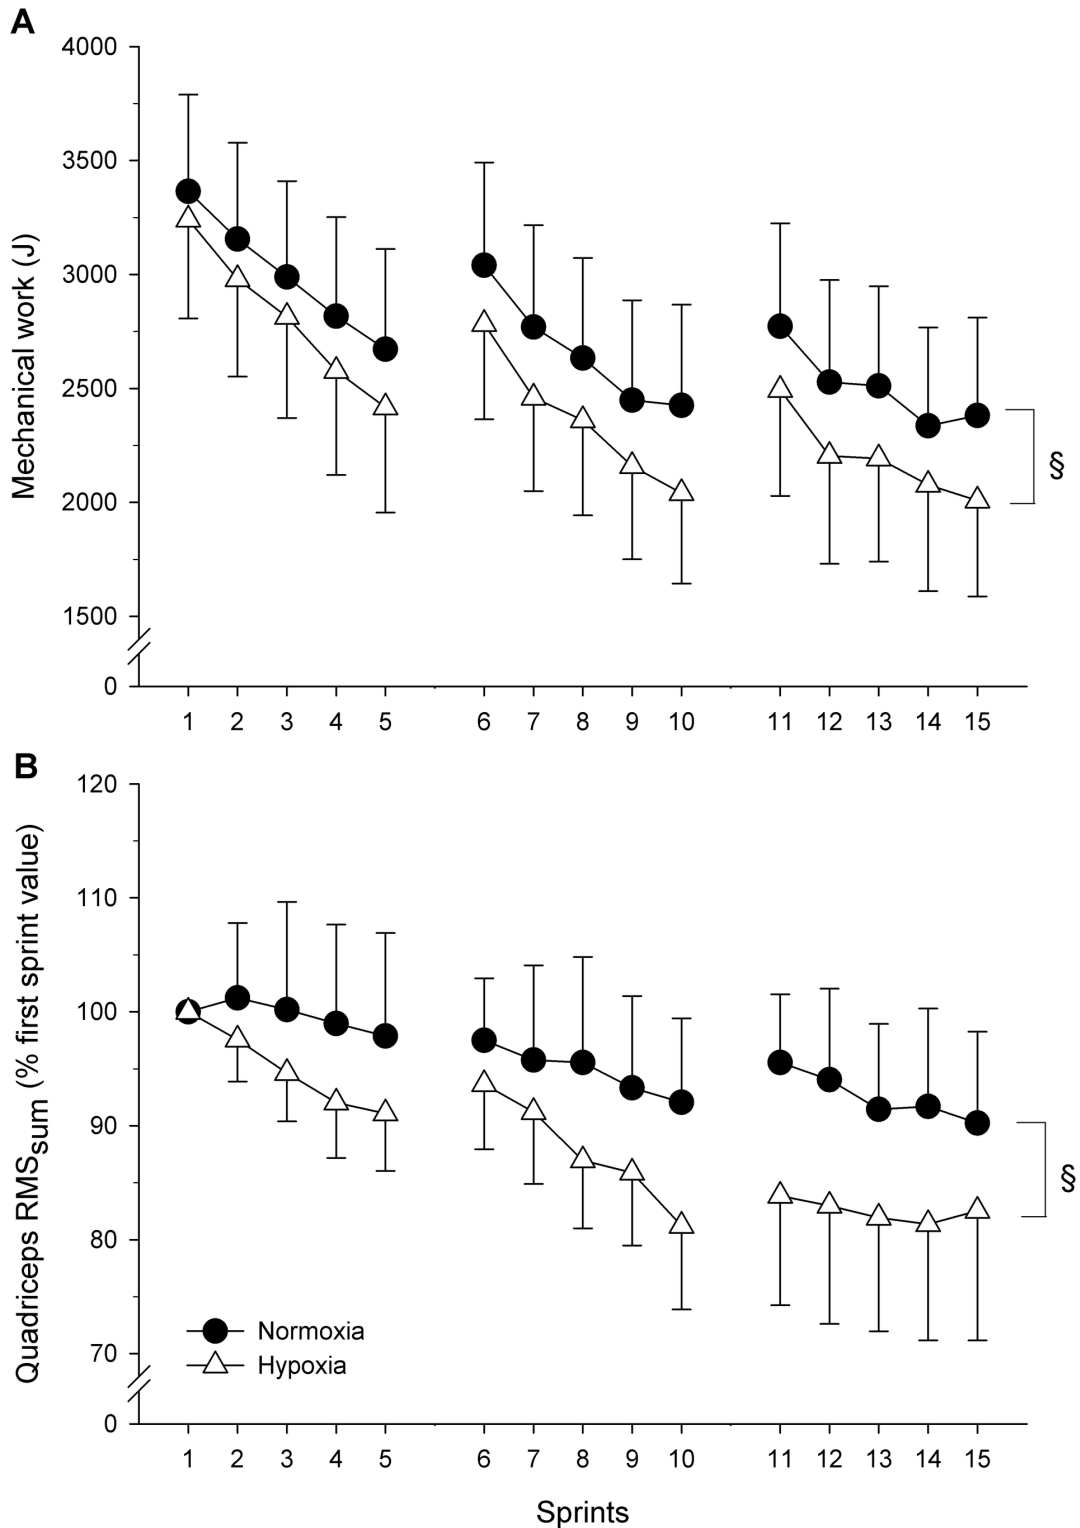 A
4000
3500
3000
2500
2000
1500
0
Mechanical work (J)
§
1 2 3 4 5 6 7 8 9 10 11 12 13 14 15
B
120
110
100
90
80
70
0
Quadriceps RMSsum (% first sprint value)
§
Normoxia
Hypoxia
1 2 3 4 5 6 7 8 9 10 11 12 13 14 15
Sprints